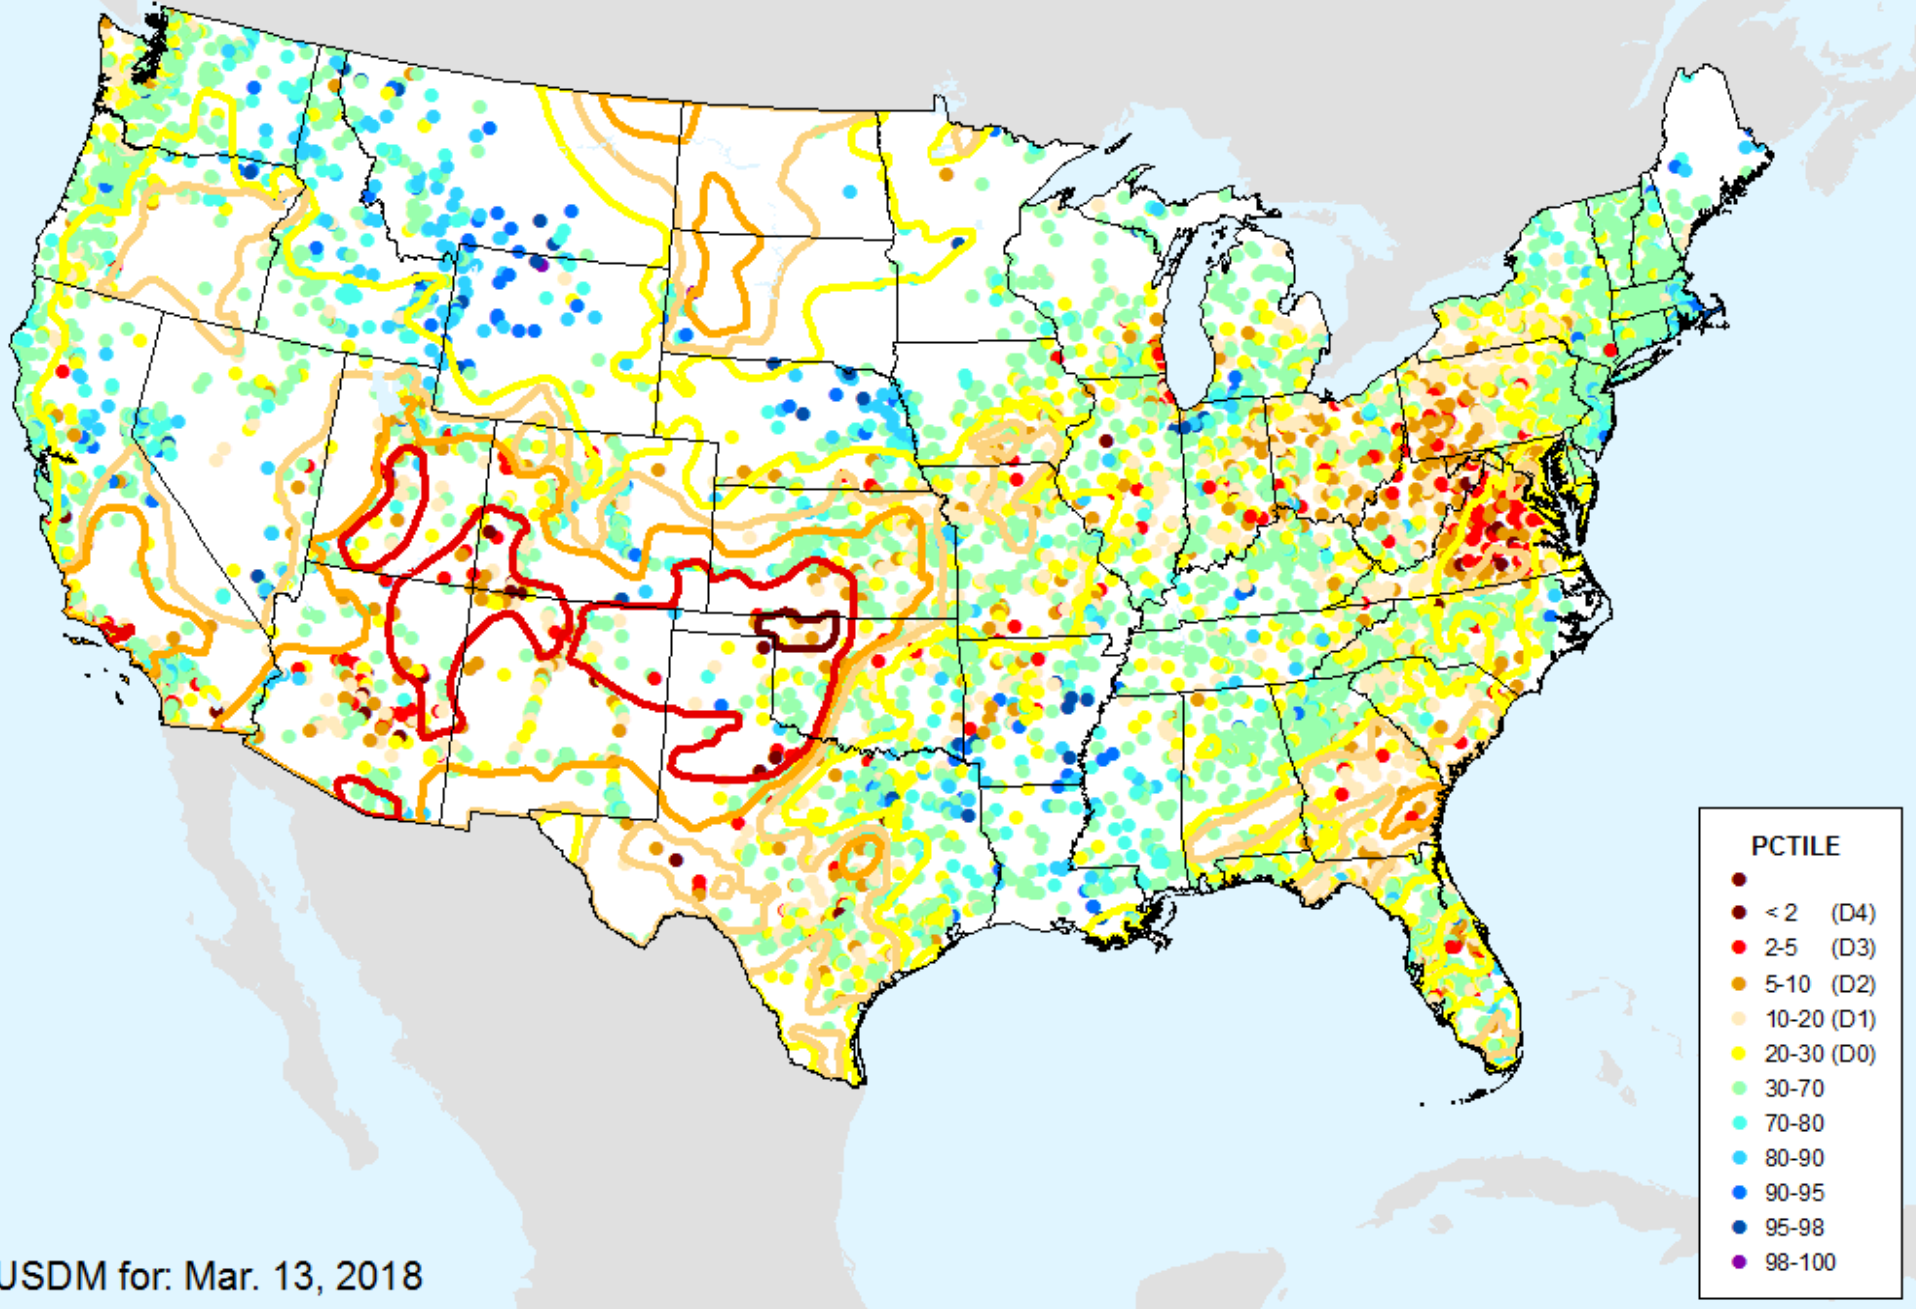 PCTILE
< 2 (D4)
2-5 (D3)
5-10 (D2)
10-20 (D1)
20-30 (D0)
30-70
70-80
80-90
90-95
95-98
98-100
USDM for: Mar. 13, 2018